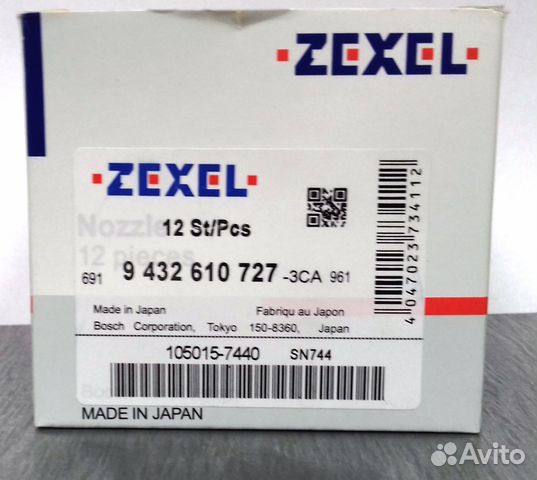 ZEXEL
ZEXEL
Nozzle
12 St/Pcs
12 pieces
691 9 432 610 727 -3CA 961
4 047023 734112
Made in Japan Fabriqu au Japon
Bosch Corporation, Tokyo 150-8360, Japan
105015-7440 SN744
MADE IN JAPAN
Avito